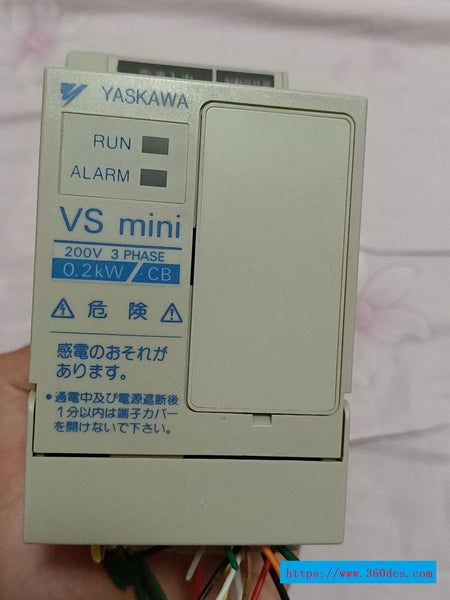 YASKAWA
RUN
ALARM
VS mini
200V 3 PHASE
0.2kW/CB
危険
感電のおそれが
あります。
●通電中及び電源遮断後
1分以内は端子カバー
を開けないで下さい。
https://www.360dcs.com